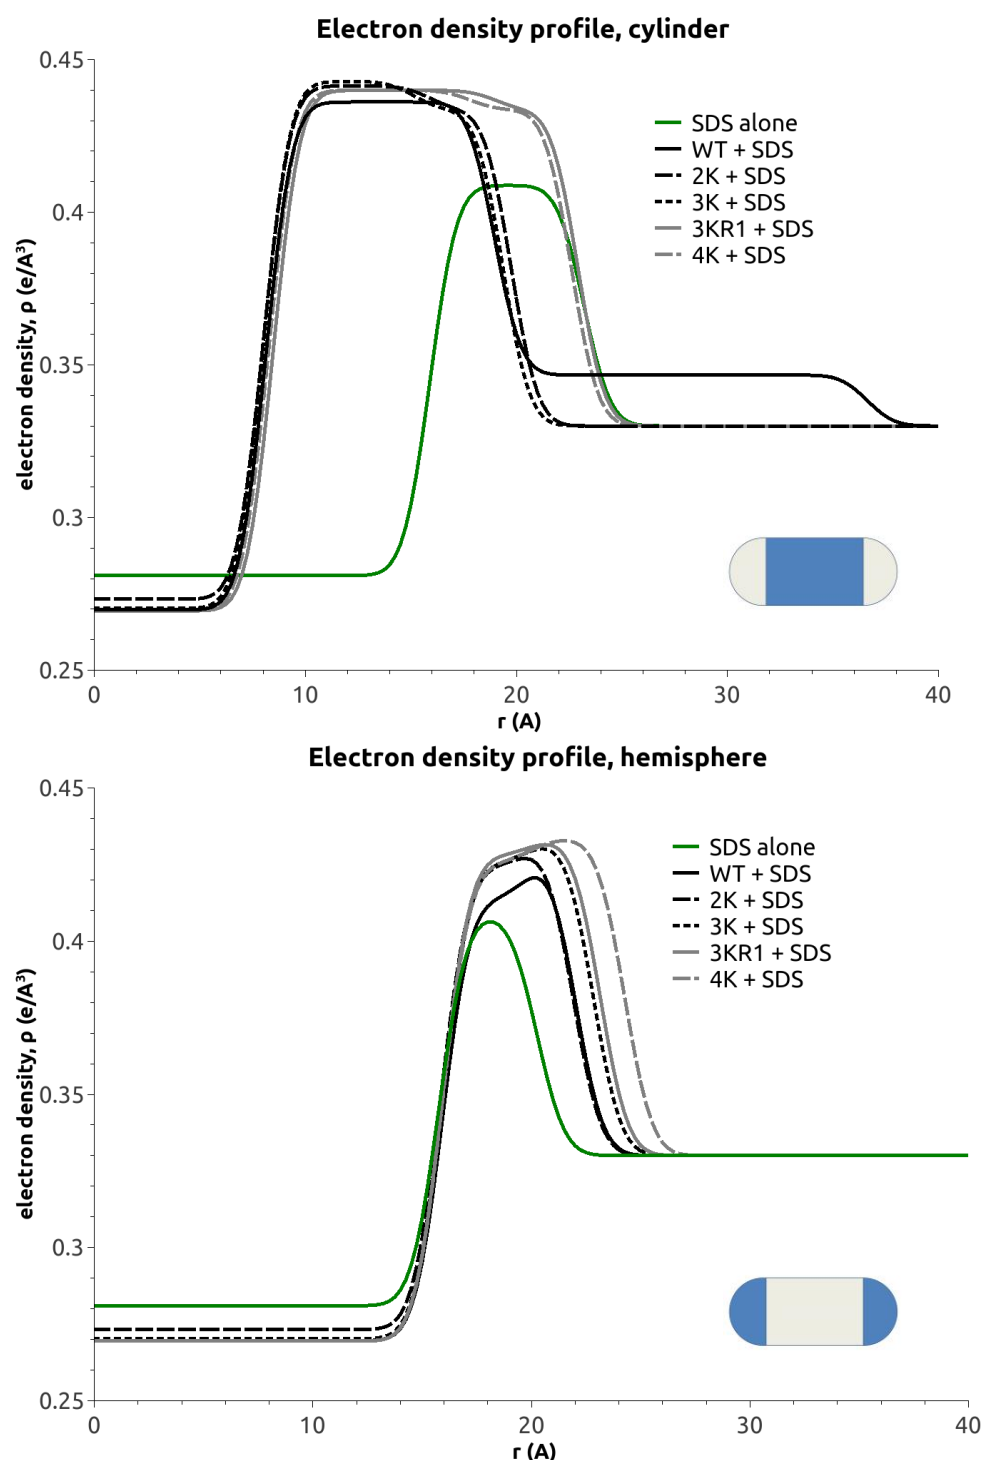 Electron density profile, cylinder
0.45
0.4
0.35
0.3
0.25
electron density, ρ (e/A³)
SDS alone
WT + SDS
2K + SDS
3K + SDS
3KR1 + SDS
4K + SDS
0 10 20 30 40
r (A)
Electron density profile, hemisphere
0.45
0.4
0.35
0.3
0.25
electron density, ρ (e/A³)
SDS alone
WT + SDS
2K + SDS
3K + SDS
3KR1 + SDS
4K + SDS
0 10 20 30 40
r (A)